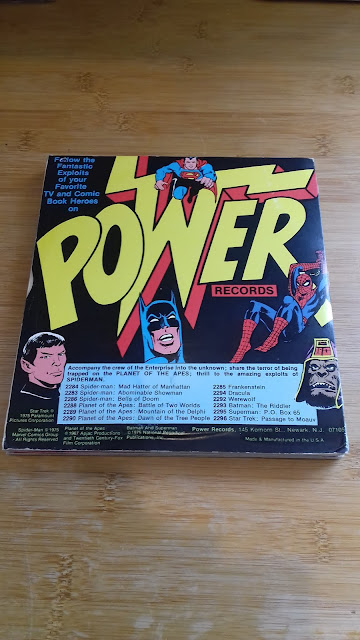 Follow the
Fantastic
Exploits
of your
Favorite
TV and Comic
Book Heroes
on
POWER
RECORDS
Accompany the crew of the Enterprise into the unknown; share the terror of being
trapped on the PLANET OF THE APES; thrill to the amazing exploits of
SPIDERMAN.
2284 Spider-man: Mad Hatter of Manhattan
2283 Spider-man: Abominable Showman
2286 Spider-man: Bells of Doom
2288 Planet of the Apes: Battle of Two Worlds
2289 Planet of the Apes: Mountain of the Delphi
2290 Planet of the Apes: Dawn of the Tree People
2285 Frankenstein
2294 Dracula
2292 Werewolf
2293 Batman: The Riddler
2295 Superman: P.O. Box 65
2296 Star Trek: Passage to Moauv
Star Trek ©
1975 Paramount
Pictures Corporation
Spider-Man © 1975
Marvel Comics Group
All Rights Reserved
Planet of the Apes:
© 1967 Apjac Productions
and Twentieth Century-Fox
Film Corporation
Batman And Superman
© 1975 National Periodical
Publications, Inc.
Power Records, 145 Komorn St., Newark, N.J. 07105
Made & Manufactured in the U.S.A.